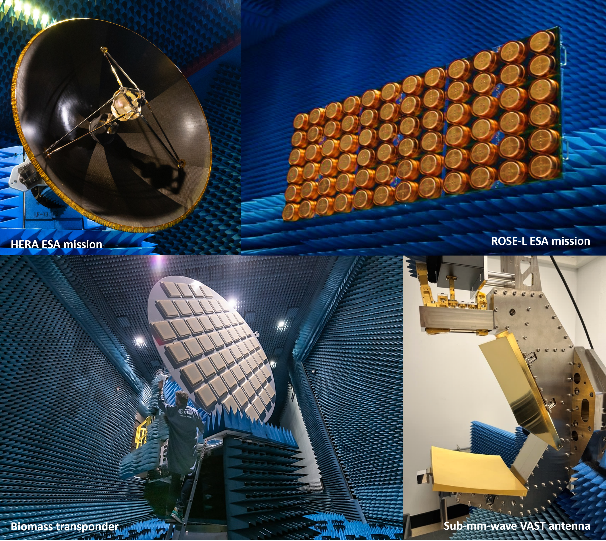 HERA ESA mission
ROSE-L ESA mission
Biomass transponder
Sub-mm-wave VAST antenna